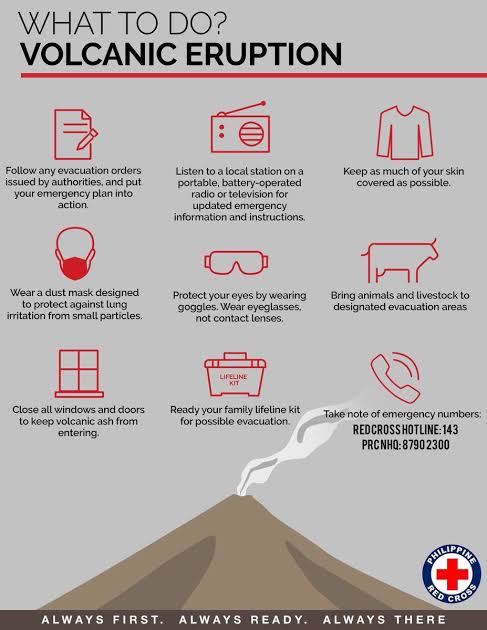 WHAT TO DO?
VOLCANIC ERUPTION
Follow any evacuation orders
issued by authorities, and put
your emergency plan into
action.
Listen to a local station on a
portable, battery-operated
radio or television for
updated emergency
information and instructions.
Keep as much of your skin
covered as possible.
Wear a dust mask designed
to protect against lung
irritation from small particles.
Protect your eyes by wearing
goggles. Wear eyeglasses,
not contact lenses.
Bring animals and livestock to
designated evacuation areas
Close all windows and doors
to keep volcanic ash from
entering.
LIFELINE
KIT
Ready your family lifeline kit
for possible evacuation.
Take note of emergency numbers:
RED CROSS HOTLINE: 143
PRC NHQ: 8790 2300
PHILIPPINE
RED CROSS
ALWAYS FIRST. ALWAYS READY. ALWAYS THERE